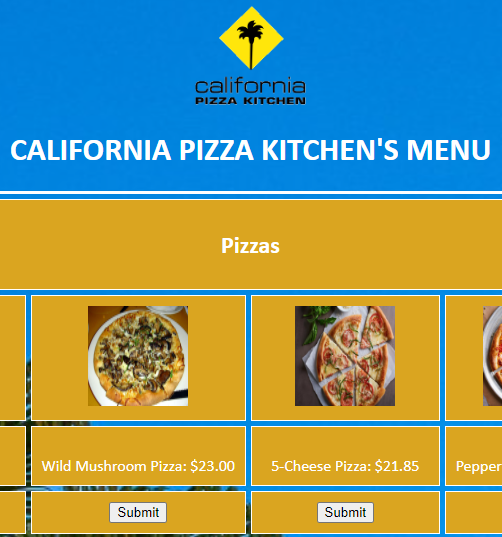 california
PIZZA KITCHEN
CALIFORNIA PIZZA KITCHEN'S MENU
Pizzas
Wild Mushroom Pizza: $23.00
5-Cheese Pizza: $21.85
Pepper
Submit
Submit